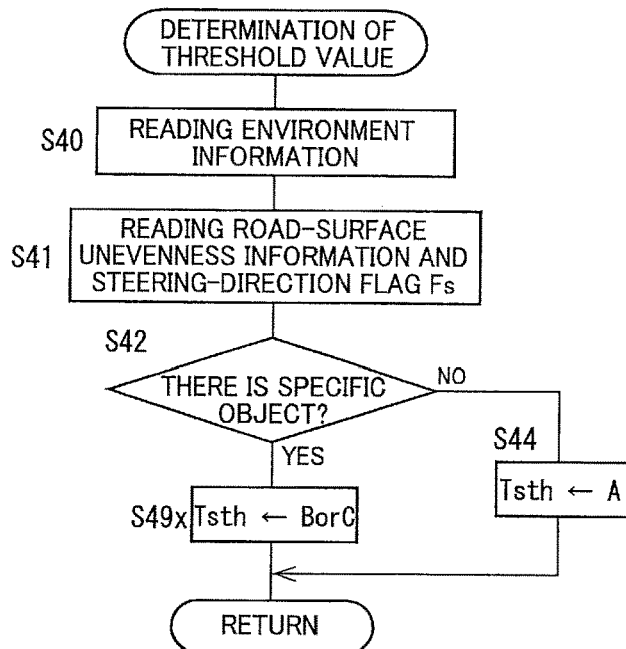 DETERMINATION OF
THRESHOLD VALUE
S40
READING ENVIRONMENT
INFORMATION
S41
READING ROAD-SURFACE
UNEVENNESS INFORMATION AND
STEERING-DIRECTION FLAG Fs
S42
THERE IS SPECIFIC
OBJECT?
NO
YES
S44
Tsth ← A
S49x
Tsth ← BorC
RETURN